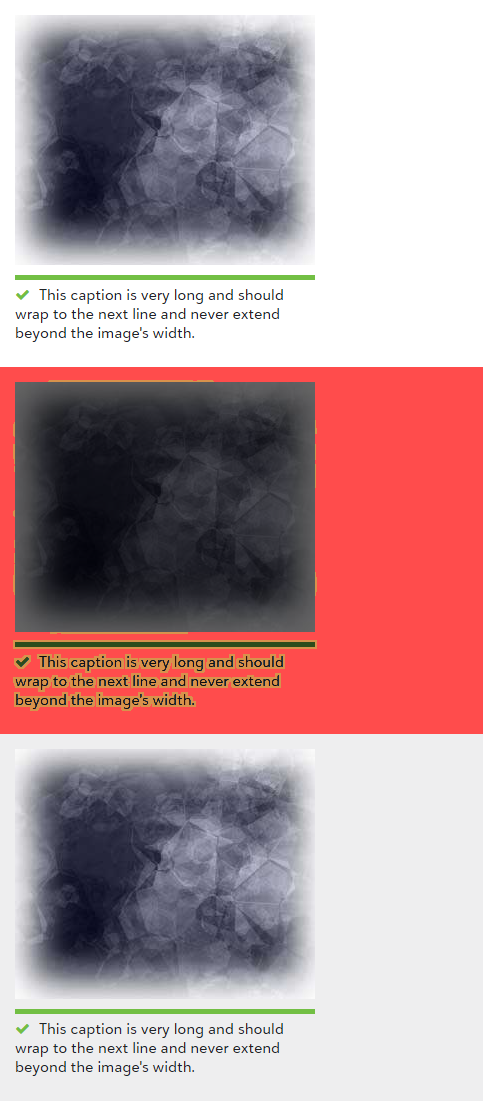 This caption is very long and should
wrap to the next line and never extend
beyond the image's width.
This caption is very long and should
wrap to the next line and never extend
beyond the image's width.
This caption is very long and should
wrap to the next line and never extend
beyond the image's width.